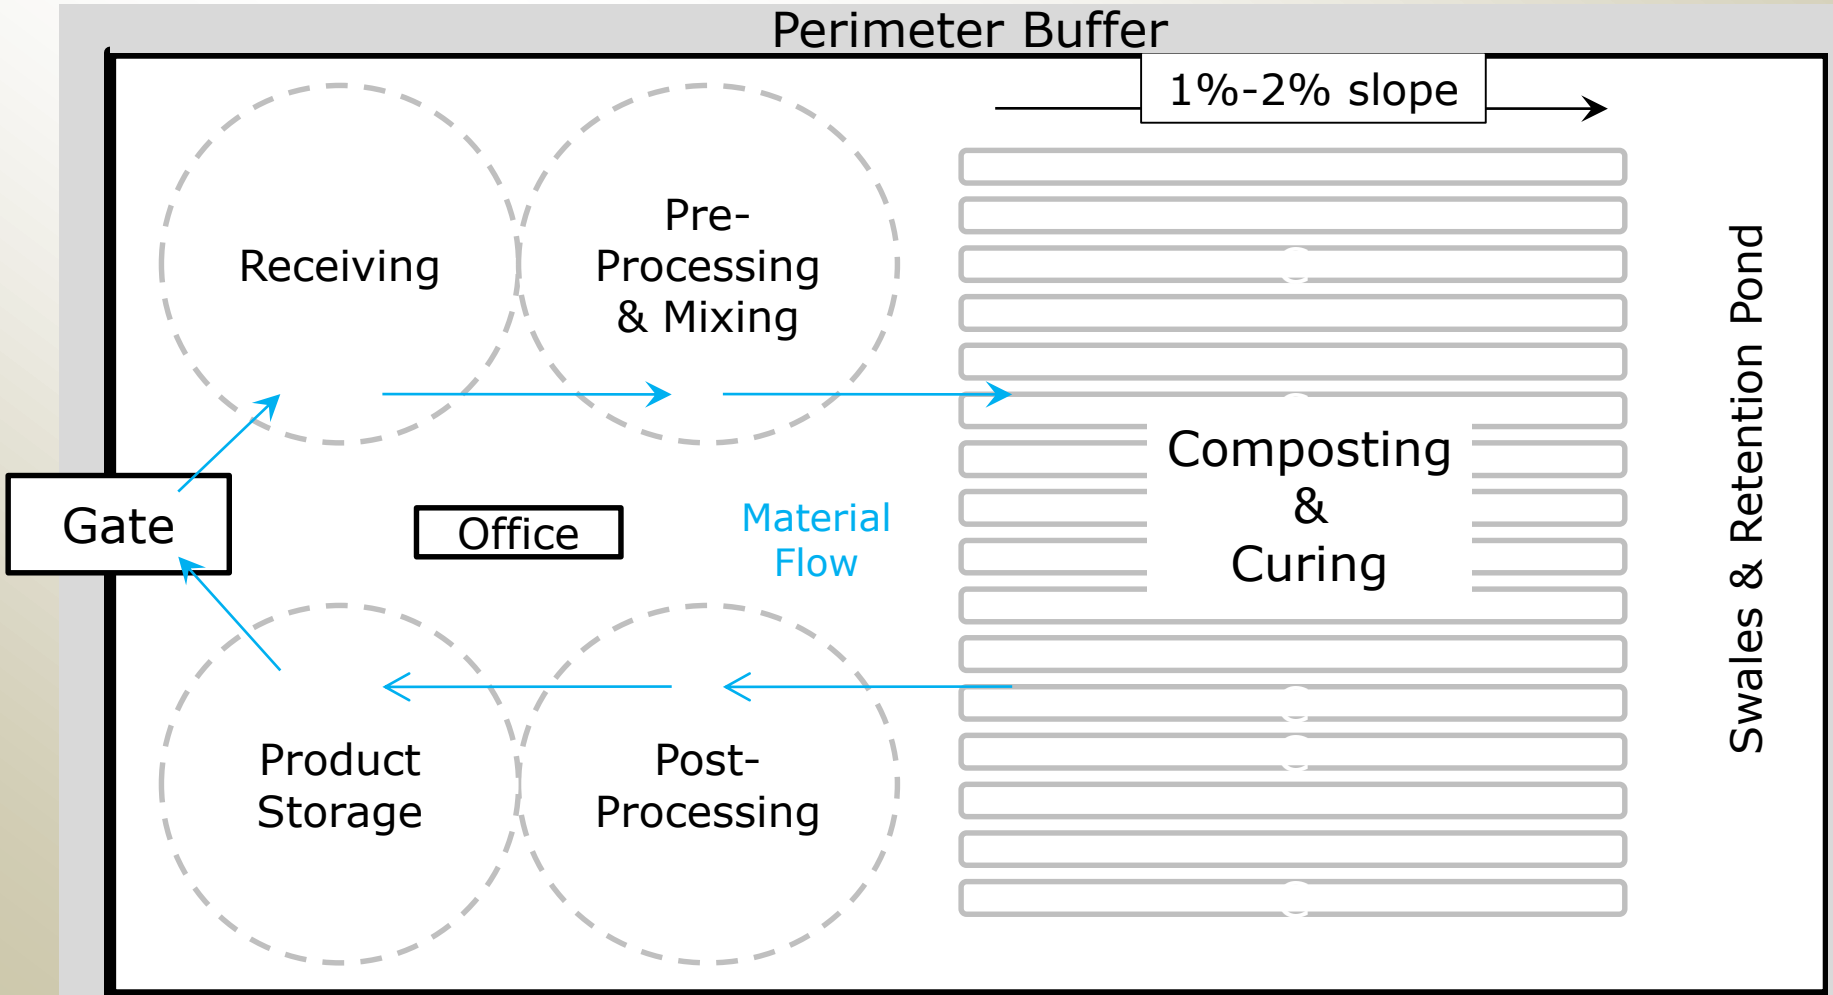 Perimeter Buffer
1%-2% slope
Receiving
Pre-
Processing
& Mixing
Gate
Office
Material
Flow
Composting
&
Curing
Swales & Retention Pond
Product
Storage
Post-
Processing